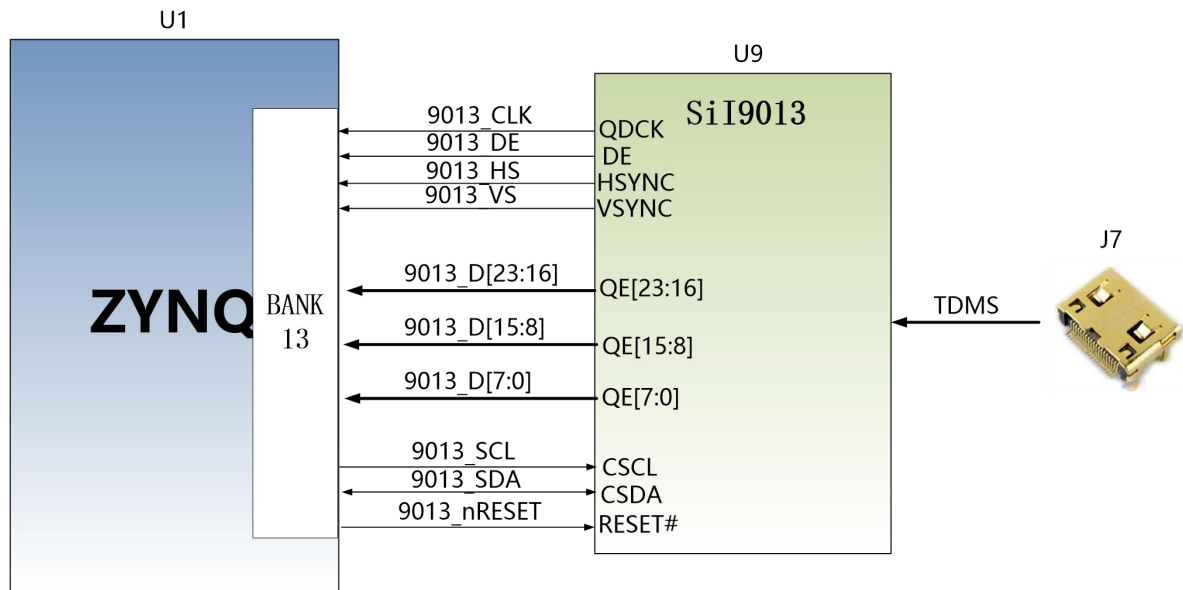 U1
U9
SiI9013
9013_CLK
QDCK
9013_DE
DE
9013_HS
HSYNC
9013_VS
VSYNC
J7
ZYNQ
BANK
13
9013_D[23:16]
QE[23:16]
TDMS
9013_D[15:8]
QE[15:8]
9013_D[7:0]
QE[7:0]
9013_SCL
CSCL
9013_SDA
CSDA
9013_nRESET
RESET#